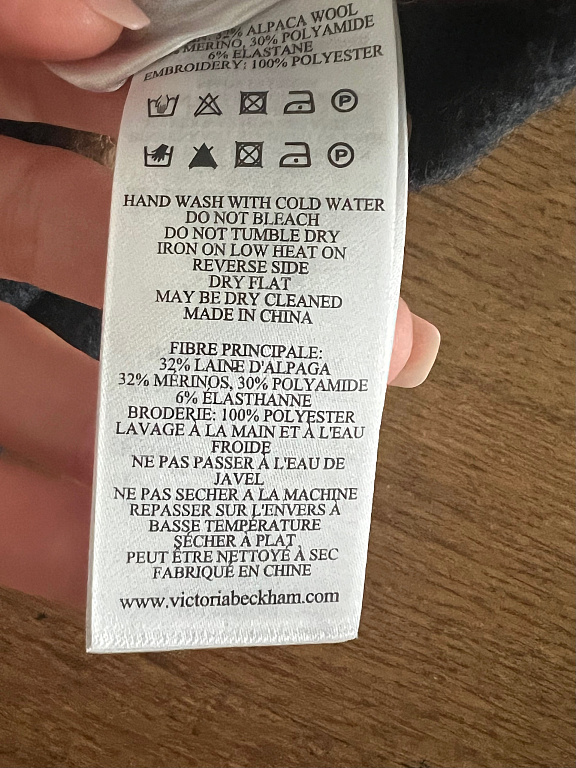 32% ALPACA WOOL
MERINO, 30% POLYAMIDE
6% ELASTANE
EMBROIDERY: 100% POLYESTER
P
P
HAND WASH WITH COLD WATER
DO NOT BLEACH
DO NOT TUMBLE DRY
IRON ON LOW HEAT ON
REVERSE SIDE
DRY FLAT
MAY BE DRY CLEANED
MADE IN CHINA
FIBRE PRINCIPALE:
32% LAINE D'ALPAGA
32% MÉRINOS, 30% POLYAMIDE
6% ÉLASTHANNE
BRODERIE: 100% POLYESTER
LAVAGE À LA MAIN ET À L'EAU
FROIDE
NE PAS PASSER À L'EAU DE
JAVEL
NE PAS SECHER A LA MACHINE
REPASSER SUR L'ENVERS À
BASSE TEMPÉRATURE
SÉCHER À PLAT
PEUT ÊTRE NETTOYÉ À SEC
FABRIQUÉ EN CHINE
www.victoriabeckham.com